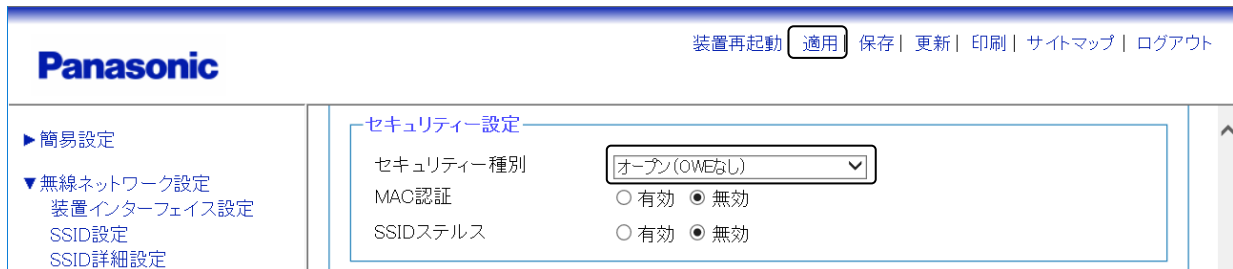 装置再起動 | 適用 | 保存 | 更新 | 印刷 | サイトマップ | ログアウト
Panasonic
▶簡易設定
▼無線ネットワーク設定
装置インターフェイス設定
SSID設定
SSID詳細設定
セキュリティー設定
セキュリティー種別 オープン(OWEなし)
MAC認証 有効 無効
SSIDステルス 有効 無効